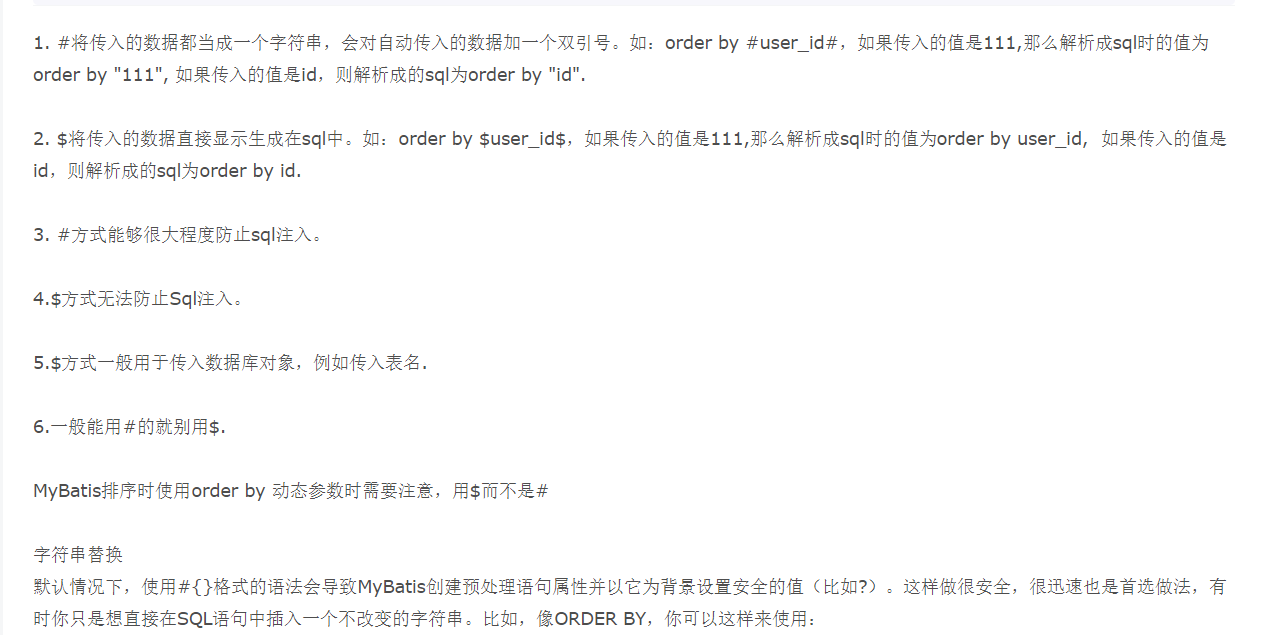 1. #将传入的数据都当成一个字符串，会对自动传入的数据加一个双引号。如：order by #user_id#，如果传入的值是111,那么解析成sql时的值为
order by "111", 如果传入的值是id，则解析成的sql为order by "id".
2. $将传入的数据直接显示生成在sql中。如：order by $user_id$，如果传入的值是111,那么解析成sql时的值为order by user_id, 如果传入的值是
id，则解析成的sql为order by id.
3. #方式能够很大程度防止sql注入。
4.$方式无法防止Sql注入。
5.$方式一般用于传入数据库对象，例如传入表名.
6.一般能用#的就别用$.
MyBatis排序时使用order by 动态参数时需要注意，用$而不是#
字符串替换
默认情况下，使用#{}格式的语法会导致MyBatis创建预处理语句属性并以它为背景设置安全的值（比如?）。这样做很安全，很迅速也是首选做法，有
时你只是想直接在SQL语句中插入一个不改变的字符串。比如，像ORDER BY，你可以这样来使用：